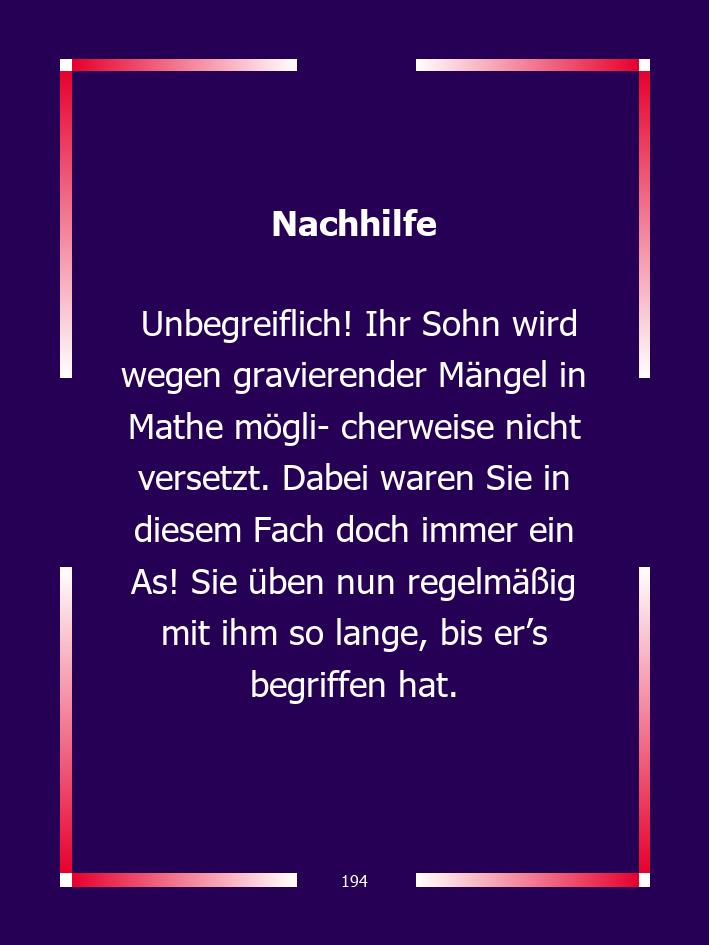 Nachhilfe
Unbegreiflich! Ihr Sohn wird
wegen gravierender Mängel in
Mathe mögli- cherweise nicht
versetzt. Dabei waren Sie in
diesem Fach doch immer ein
As! Sie üben nun regelmäßig
mit ihm so lange, bis er’s
begriffen hat.
194